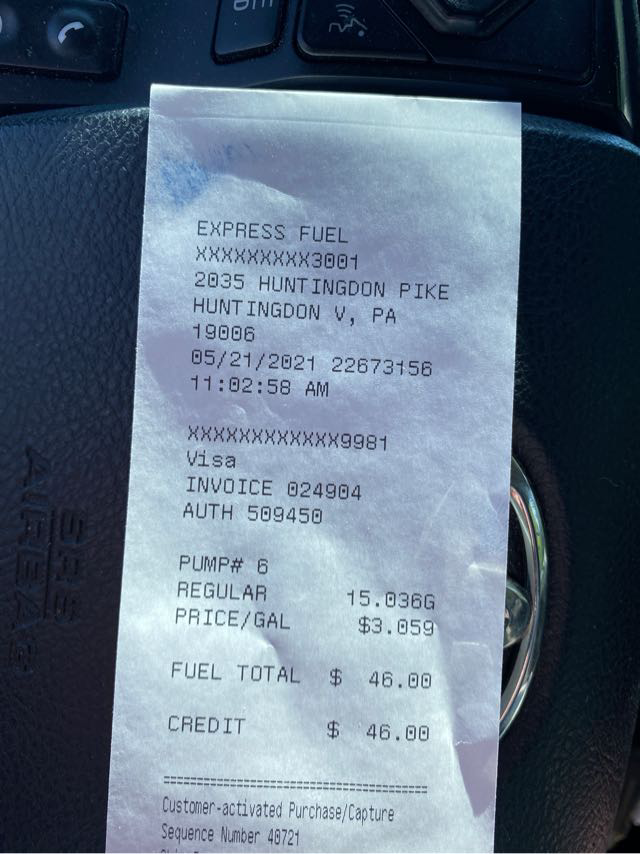 EXPRESS FUEL
XXXXXXXXX3001
2035 HUNTINGDON PIKE
HUNTINGDON V, PA
19006
05/21/2021 22673156
11:02:58 AM
XXXXXXXXXXXX9981
Visa
INVOICE 024904
AUTH 509450
PUMP# 6
REGULAR 15.036G
PRICE/GAL $3.059
FUEL TOTAL $ 46.00
CREDIT $ 46.00
=======================================
Customer-activated Purchase/Capture
Sequence Number 40721
SRS
AIRBAG